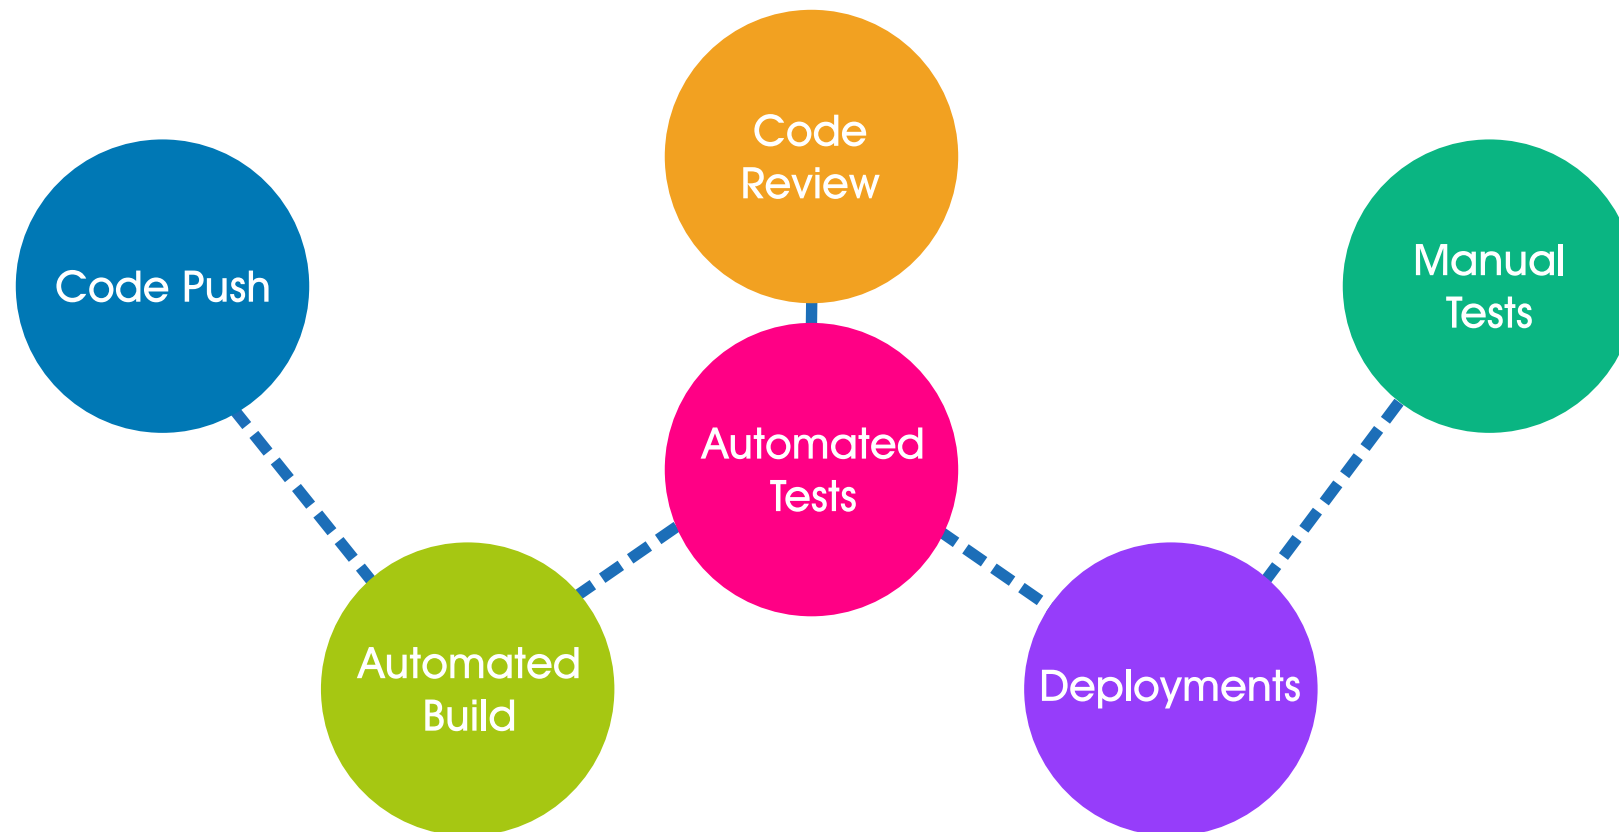 Code
Review
Code Push
Manual
Tests
Automated
Tests
Automated
Build
Deployments